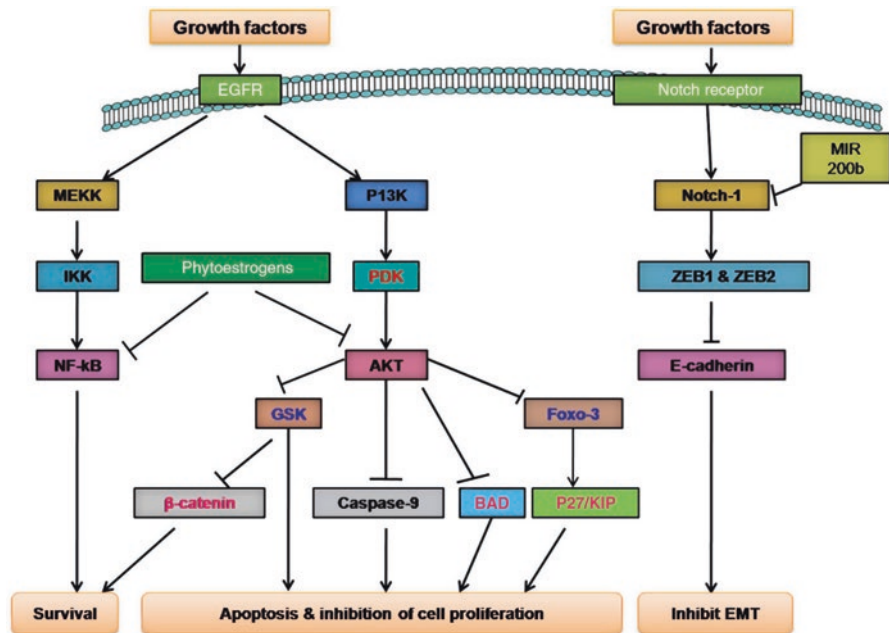 Growth factors
Growth factors
EGFR
Notch receptor
MIR
200b
MEKK
P13K
Notch-1
IKK
Phytoestrogens
PDK
ZEB1 & ZEB2
NF-kB
AKT
E-cadherin
GSK
Foxo-3
β-catenin
Caspase-9
BAD
P27/KIP
Survival
Apoptosis & inhibition of cell proliferation
Inhibit EMT